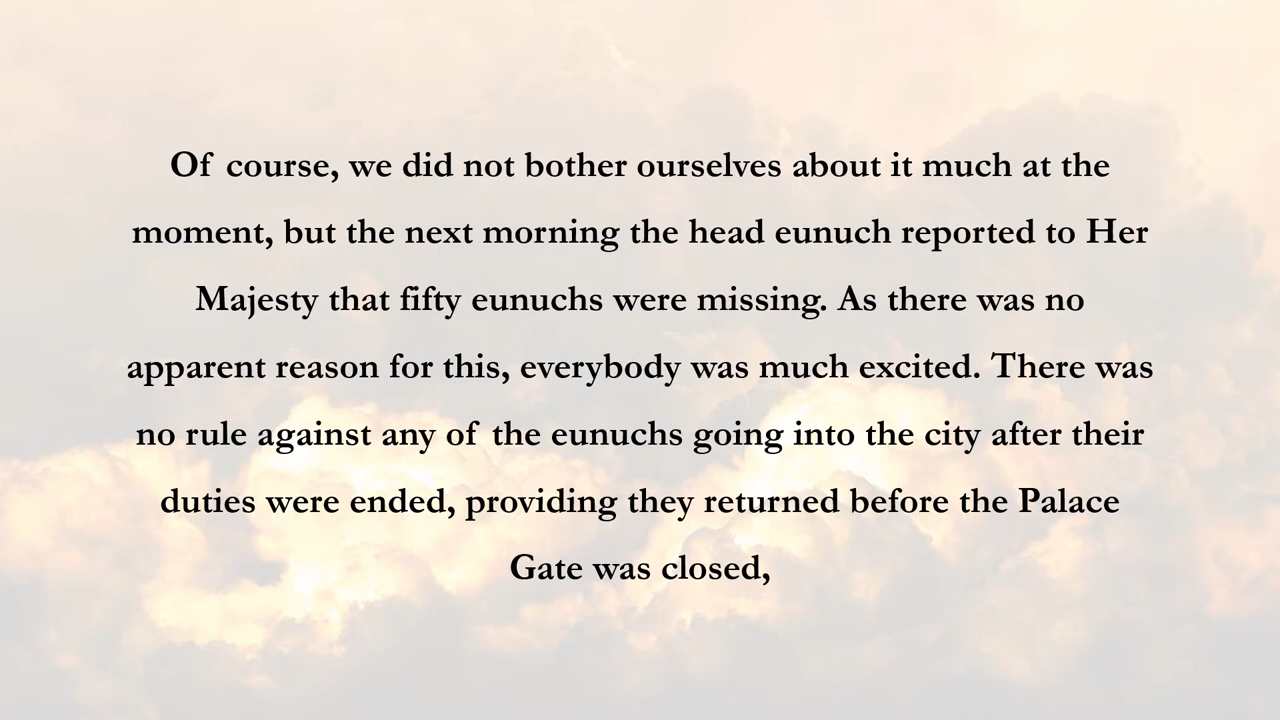 Of course, we did not bother ourselves about it much at the
moment, but the next morning the head eunuch reported to Her
Majesty that fifty eunuchs were missing. As there was no
apparent reason for this, everybody was much excited. There was
no rule against any of the eunuchs going into the city after their
duties were ended, providing they returned before the Palace
Gate was closed,